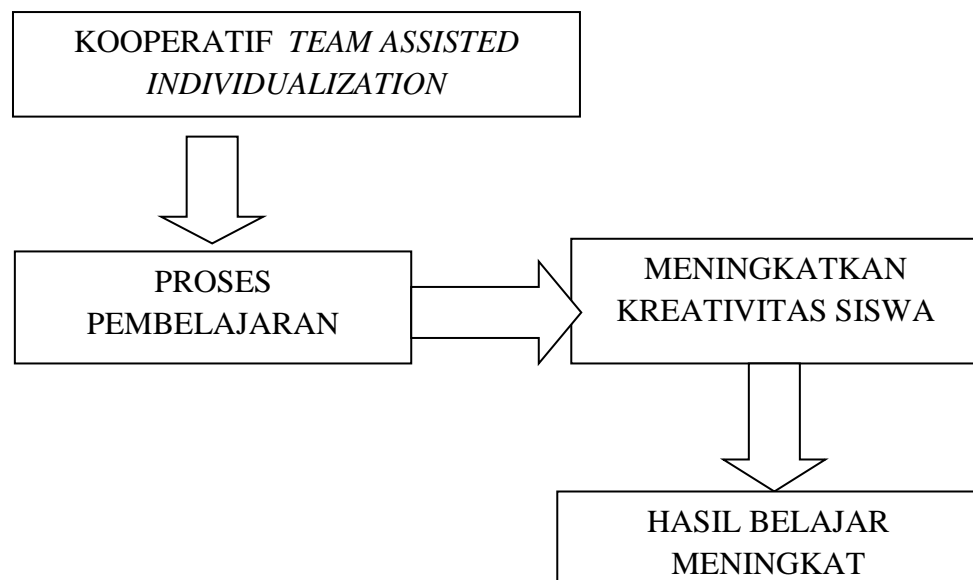 KOOPERATIF TEAM ASSISTED
INDIVIDUALIZATION
PROSES
PEMBELAJARAN
MENINGKATKAN
KREATIVITAS SISWA
HASIL BELAJAR
MENINGKAT